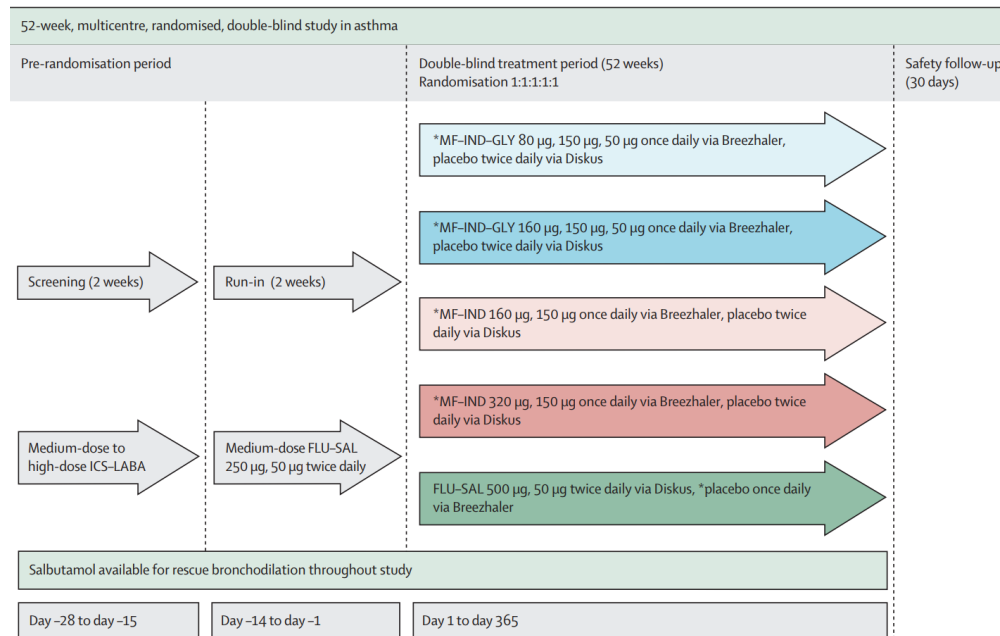 52-week, multicentre, randomised, double-blind study in asthma
Pre-randomisation period
Double-blind treatment period (52 weeks)
Randomisation 1:1:1:1:1
Safety follow-up
(30 days)
*MF–IND–GLY 80 µg, 150 µg, 50 µg once daily via Breezhaler,
placebo twice daily via Diskus
*MF–IND–GLY 160 µg, 150 µg, 50 µg once daily via Breezhaler,
placebo twice daily via Diskus
Screening (2 weeks)
Run-in (2 weeks)
*MF–IND 160 µg, 150 µg once daily via Breezhaler, placebo twice
daily via Diskus
*MF–IND 320 µg, 150 µg once daily via Breezhaler, placebo twice
daily via Diskus
Medium-dose to
high-dose ICS–LABA
Medium-dose FLU–SAL
250 µg, 50 µg twice daily
FLU–SAL 500 µg, 50 µg twice daily via Diskus, *placebo once daily
via Breezhaler
Salbutamol available for rescue bronchodilation throughout study
Day –28 to day –15
Day –14 to day –1
Day 1 to day 365